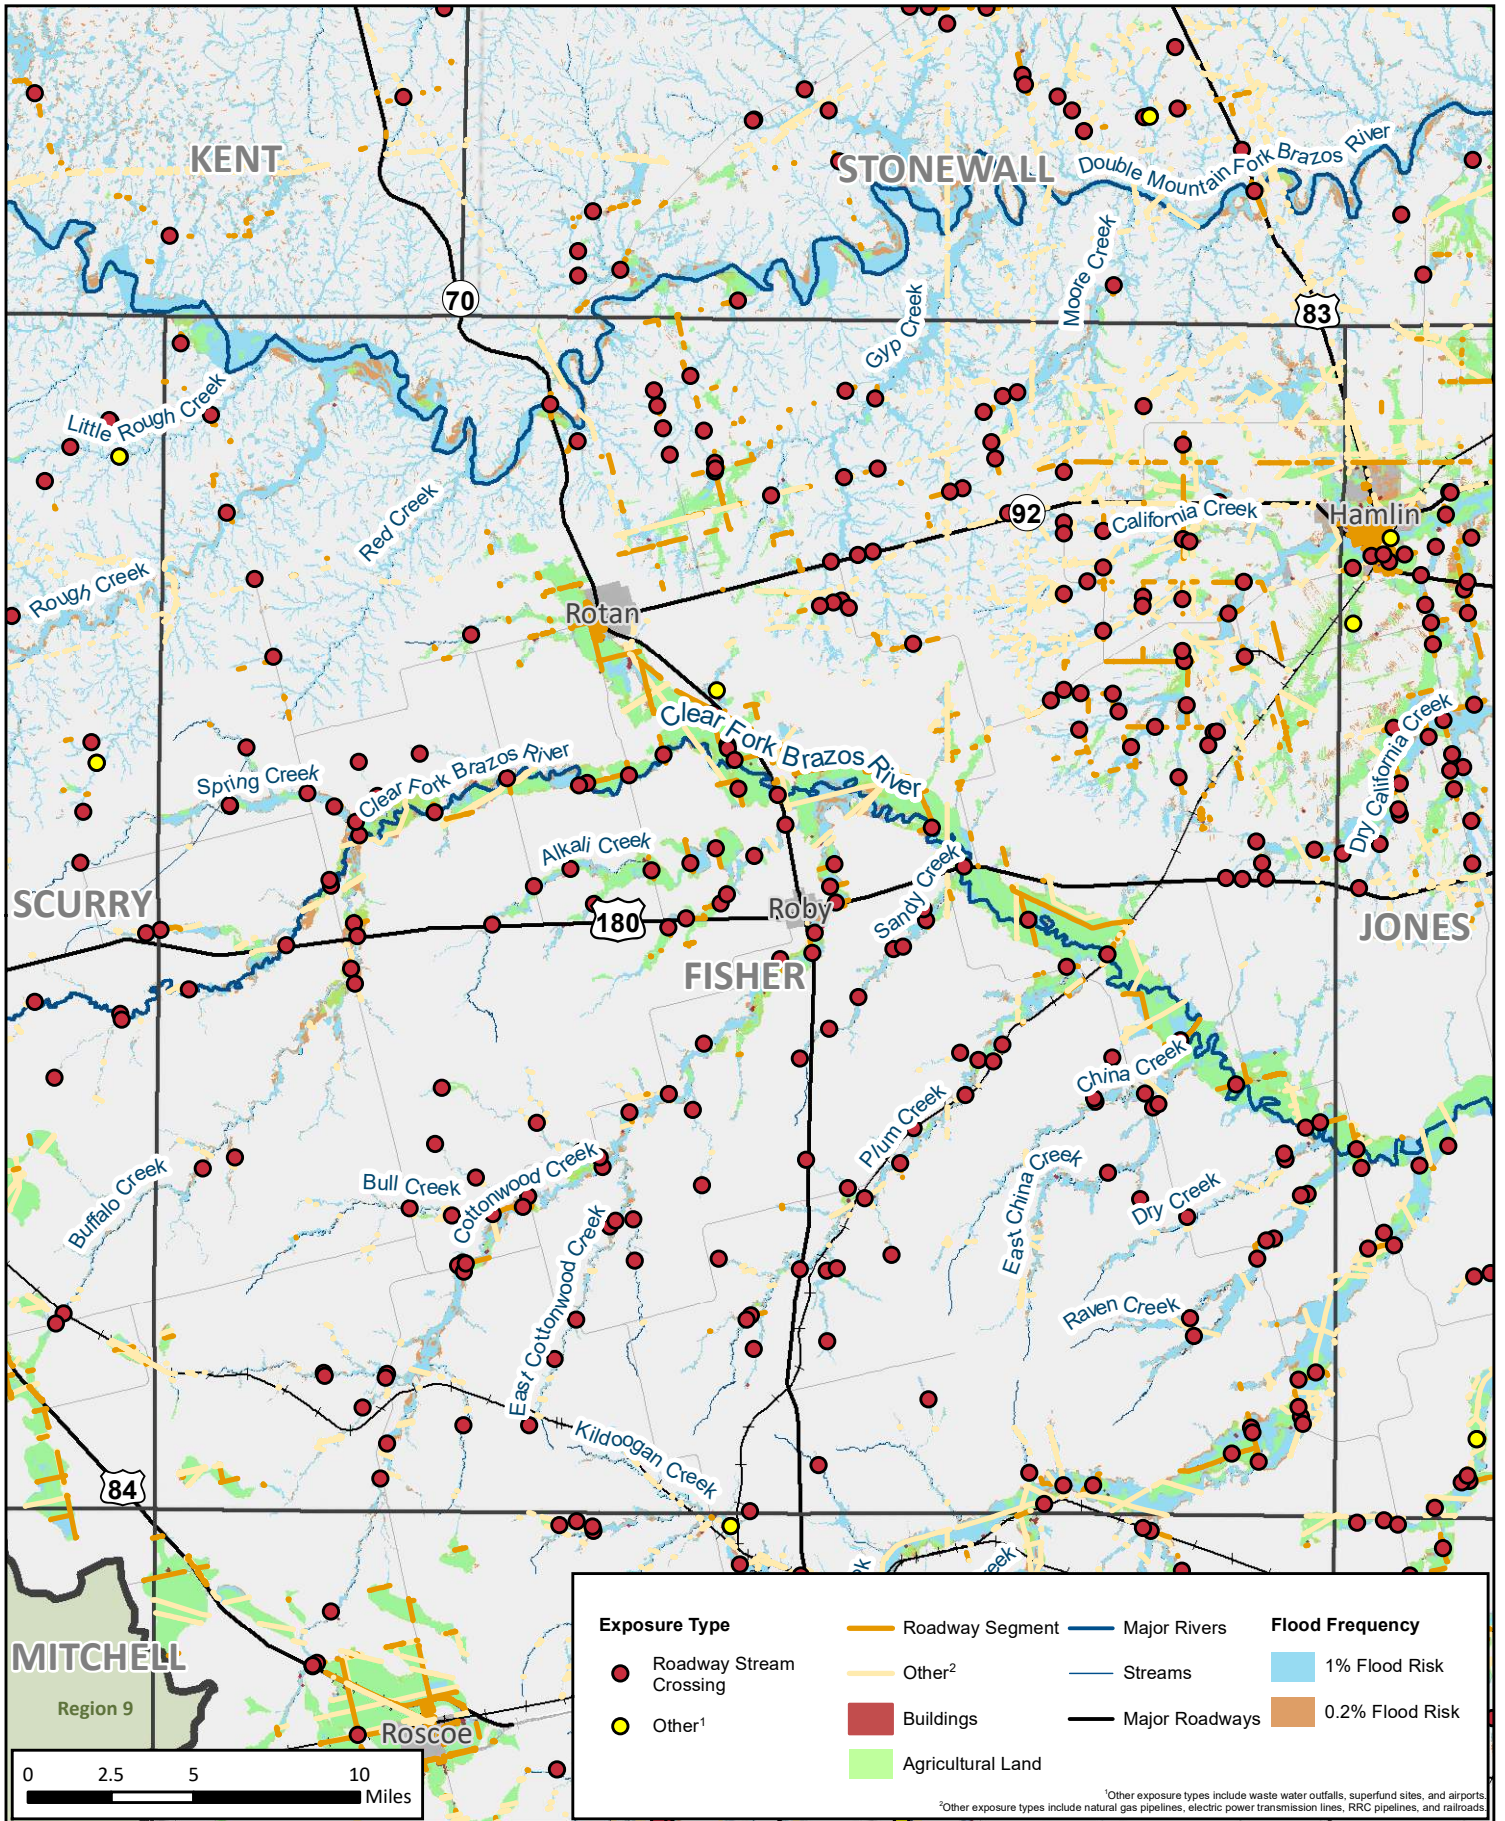 KENT
STONEWALL
Double Mountain Fork Brazos River
70
Moore Creek
83
Gyp Creek
Little Rough Creek
Red Creek
92
California Creek
Hamlin
Rough Creek
Rotan
Clear Fork Brazos River
Dry California Creek
Spring Creek
Clear Fork Brazos River
Alkali Creek
Sandy Creek
SCURRY
180
Roby
JONES
FISHER
China Creek
Plum Creek
Buffalo Creek
Bull Creek
Cottonwood Creek
East China Creek
Dry Creek
East Cottonwood Creek
Raven Creek
Kildoogan Creek
84
MITCHELL
Region 9
Roscoe
Exposure Type
Roadway Stream
Crossing
Other1
Roadway Segment
Other2
Buildings
Agricultural Land
Major Rivers
Streams
Major Roadways
Flood Frequency
1% Flood Risk
0.2% Flood Risk
0 2.5 5 10
Miles
1Other exposure types include waste water outfalls, superfund sites, and airports.
2Other exposure types include natural gas pipelines, electric power transmission lines, RRC pipelines, and railroads.